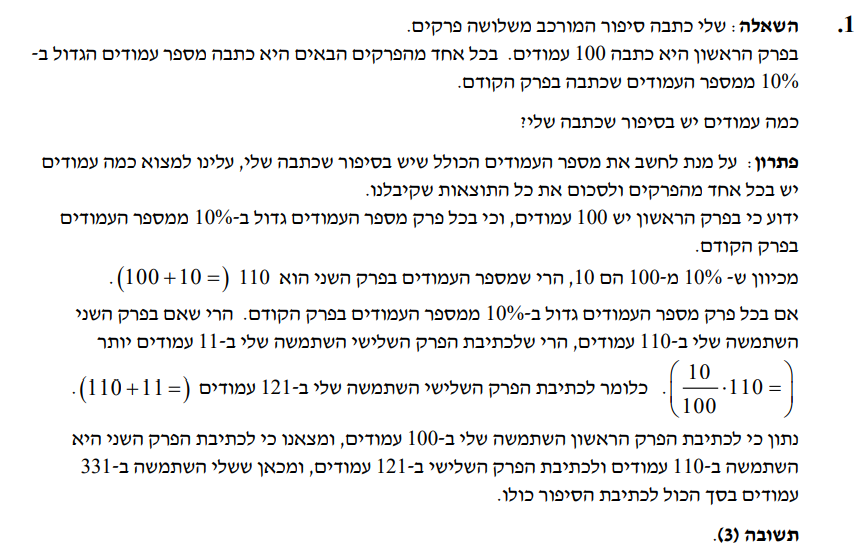 .1 השאלה: שלי כתבה סיפור המורכב משלושה פרקים.
בפרק הראשון היא כתבה 100 עמודים. בכל אחד מהפרקים הבאים היא כתבה מספר עמודים הגדול ב-
10% ממספר העמודים שכתבה בפרק הקודם.
כמה עמודים יש בסיפור שכתבה שלי?
פתרון: על מנת לחשב את מספר העמודים הכולל שיש בסיפור שכתבה שלי, עלינו למצוא כמה עמודים
יש בכל אחד מהפרקים ולסכום את כל התוצאות שקיבלנו.
ידוע כי בפרק הראשון יש 100 עמודים, וכי בכל פרק מספר העמודים גדול ב-10% ממספר העמודים
בפרק הקודם.
מכיוון ש- 10% מ-100 הם 10, הרי שמספר העמודים בפרק השני הוא 110 (= 10 + 100).
אם בכל פרק מספר העמודים גדול ב-10% ממספר העמודים בפרק הקודם. הרי שאם בפרק השני
השתמשה שלי ב-110 עמודים, הרי שלכתיבת הפרק השלישי השתמשה שלי ב-11 עמודים יותר
(= 110 · 10/100). כלומר לכתיבת הפרק השלישי השתמשה שלי ב-121 עמודים (= 11 + 110).
נתון כי לכתיבת הפרק הראשון השתמשה שלי ב-100 עמודים, ומצאנו כי לכתיבת הפרק השני היא
השתמשה ב-110 עמודים ולכתיבת הפרק השלישי ב-121 עמודים, ומכאן ששלי השתמשה ב-331
עמודים בסך הכול לכתיבת הסיפור כולו.
תשובה (3).